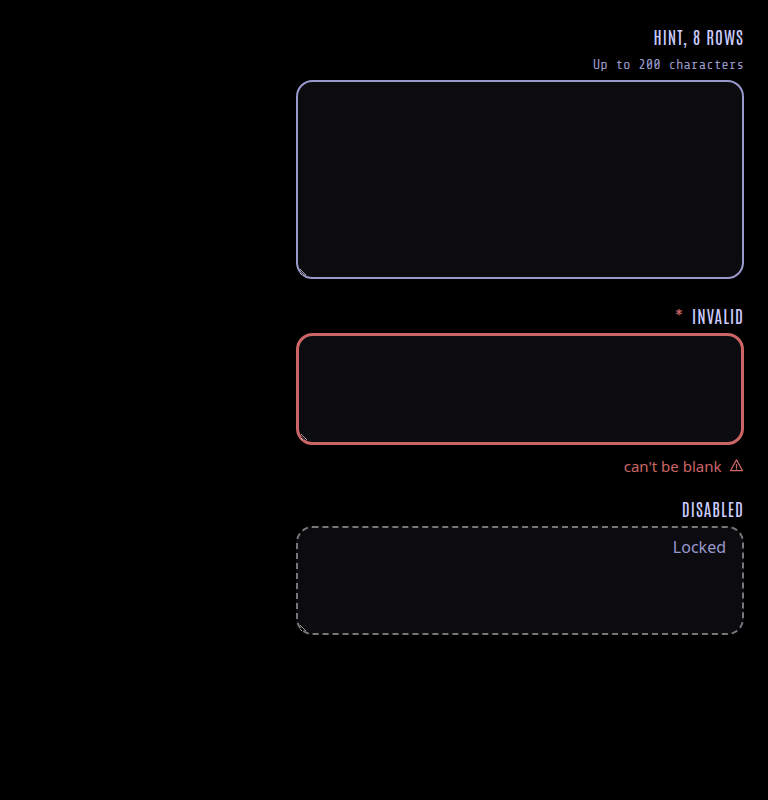 HINT, 8 ROWS
Up to 200 characters
* INVALID
can't be blank
DISABLED
Locked